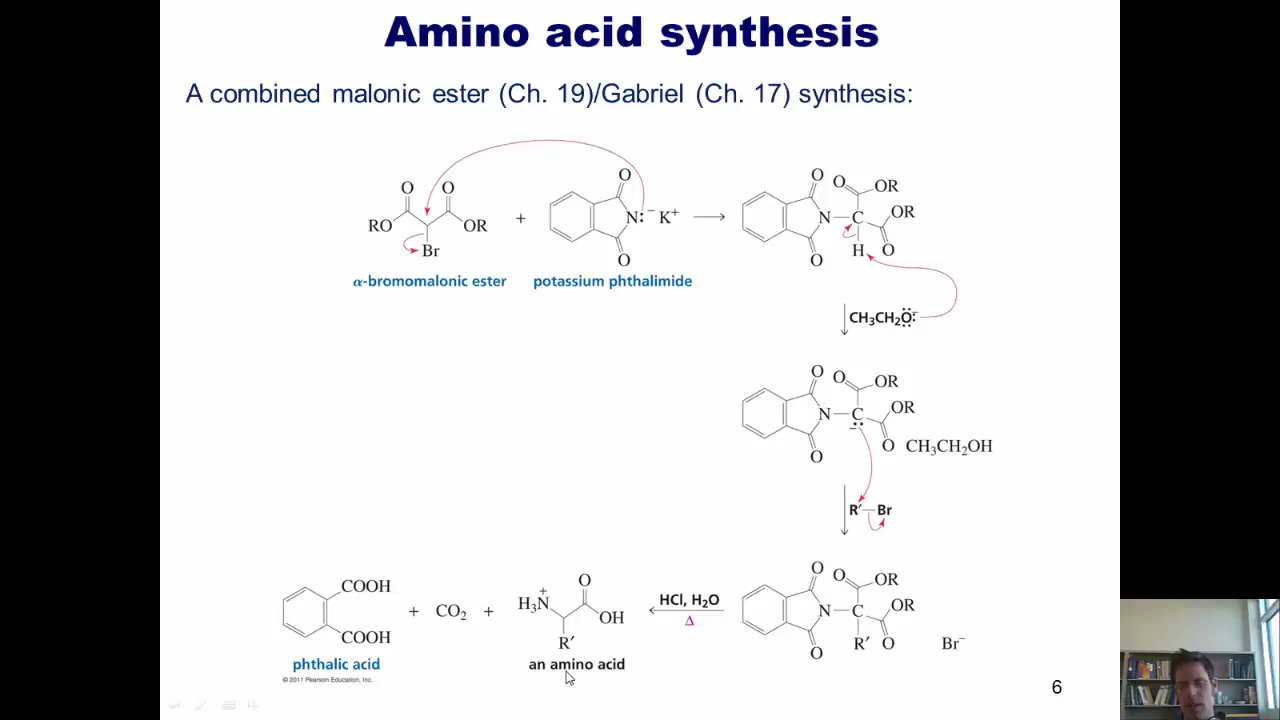 Amino acid synthesis
A combined malonic ester (Ch. 19)/Gabriel (Ch. 17) synthesis:
O O
RO OR
Br
α-bromomalonic ester
+
O
N:⁻ K⁺
O
potassium phthalimide
O O OR
N C OR
O H O
CH₃CH₂Ö:⁻
O O OR
N C OR
O O CH₃CH₂OH
R′ Br
O O OR
N C OR
O R′ O Br⁻
HCl, H₂O
Δ
COOH
COOH
phthalic acid
+ CO₂ +
O
H₃N⁺ OH
R′
an amino acid
© 2011 Pearson Education, Inc.
6